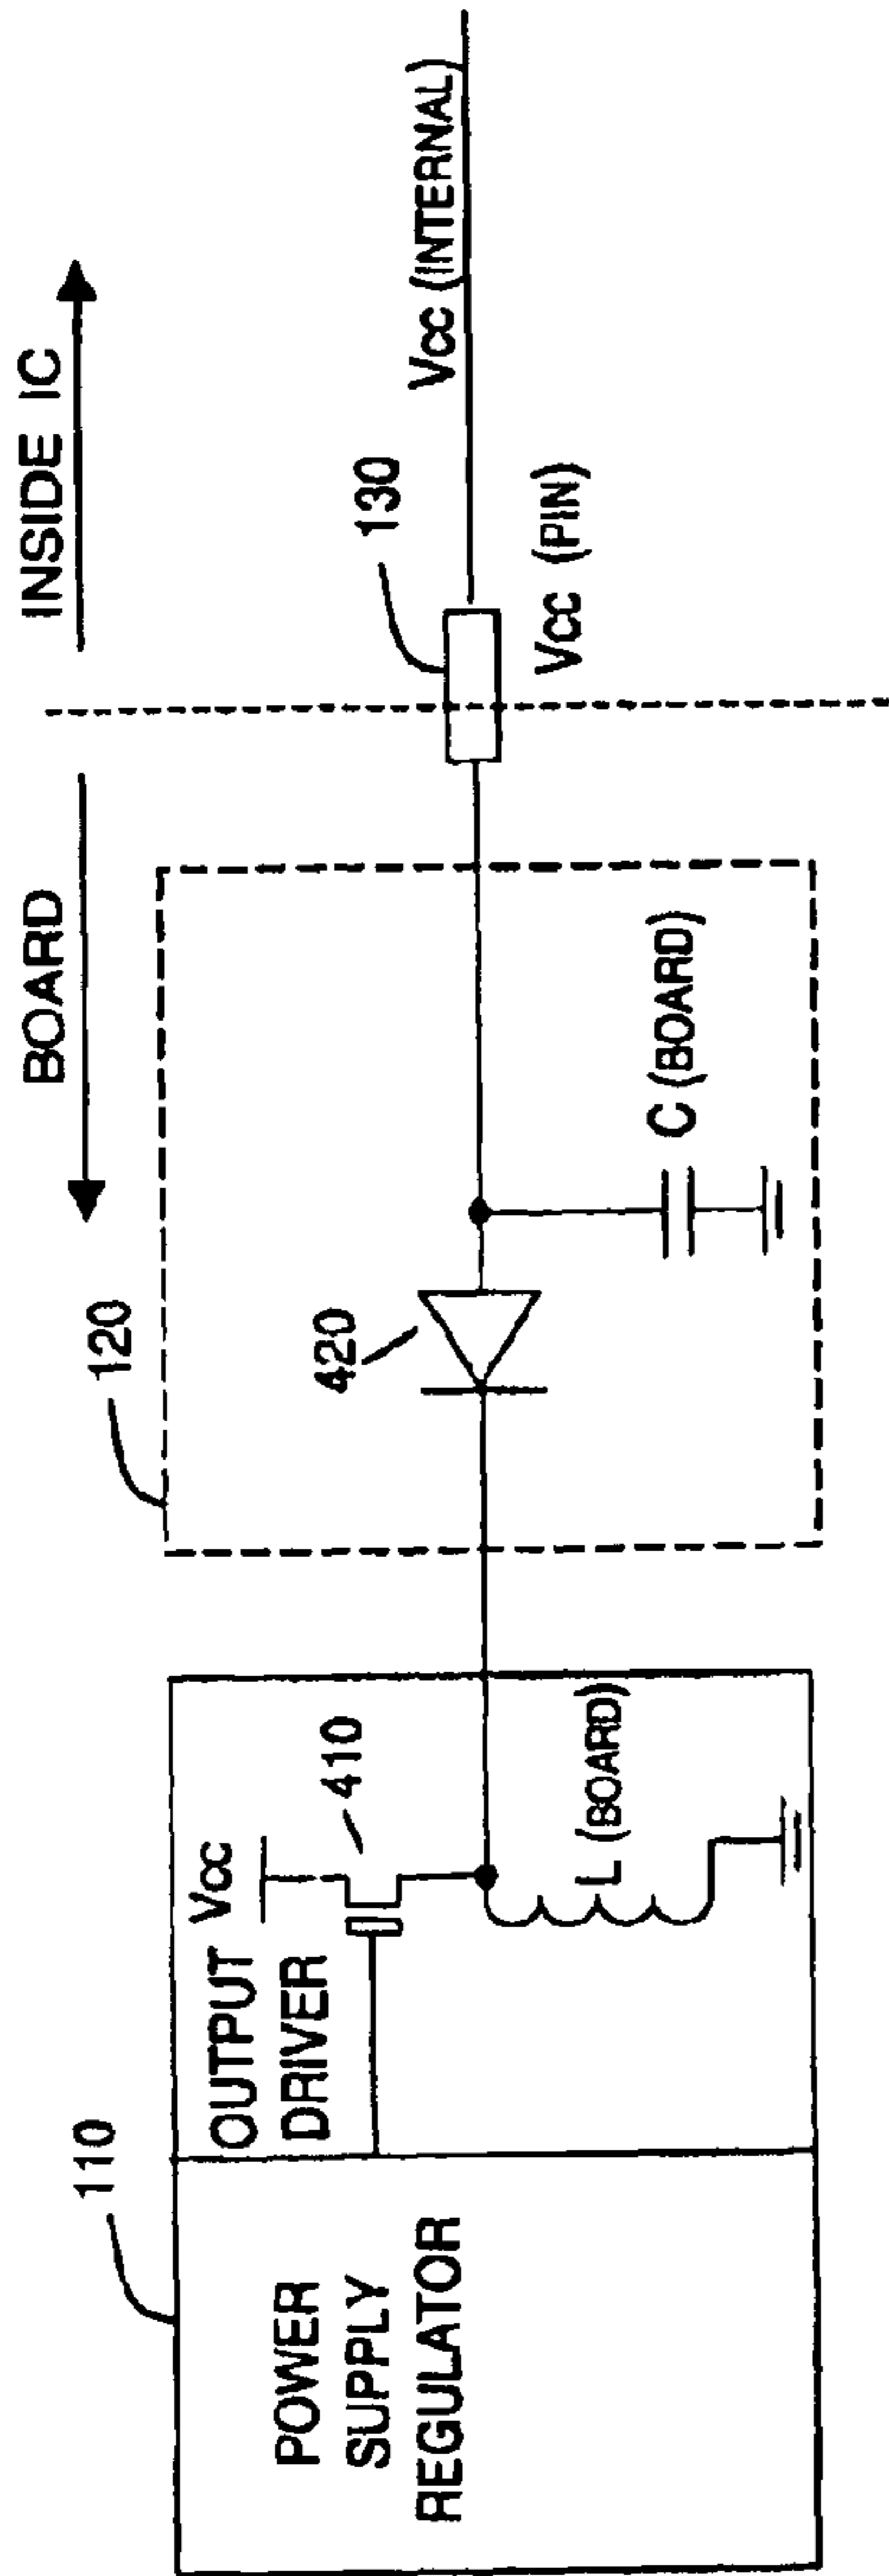 BOARD
INSIDE IC
110
120
POWER
SUPPLY
REGULATOR
OUTPUT
DRIVER
Vcc
410
L (BOARD)
420
C (BOARD)
130
Vcc (PIN)
Vcc (INTERNAL)